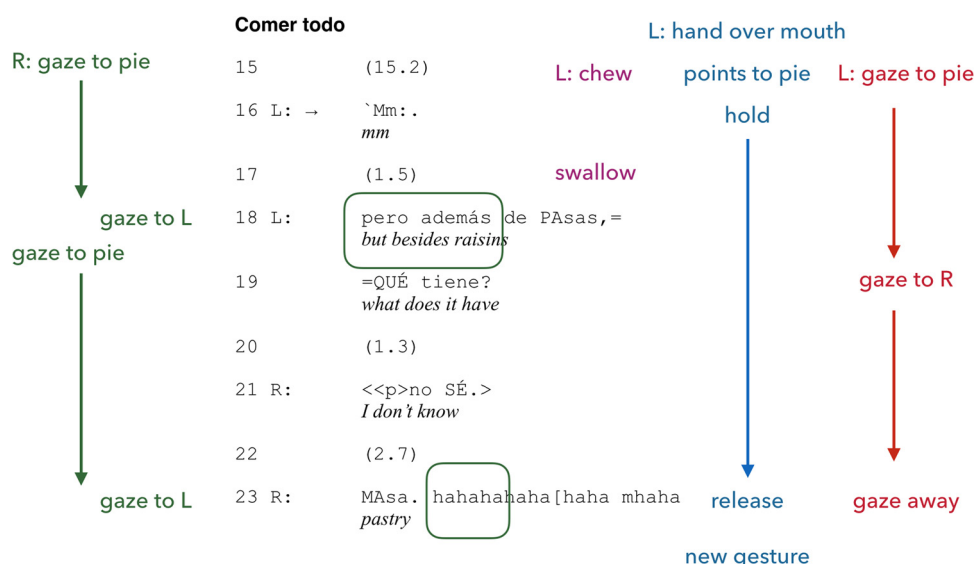 Comer todo
L: hand over mouth
R: gaze to pie
15 (15.2) L: chew points to pie L: gaze to pie
16 L: → `Mm:. hold
mm
17 (1.5) swallow
gaze to L 18 L: pero además de PAsas,=
but besides raisins
gaze to pie
19 =QUÉ tiene? gaze to R
what does it have
20 (1.3)
21 R: <<p>no SÉ.>
I don't know
22 (2.7)
gaze to L 23 R: MAsa. hahahahaha[haha mhaha release gaze away
pastry
new gesture